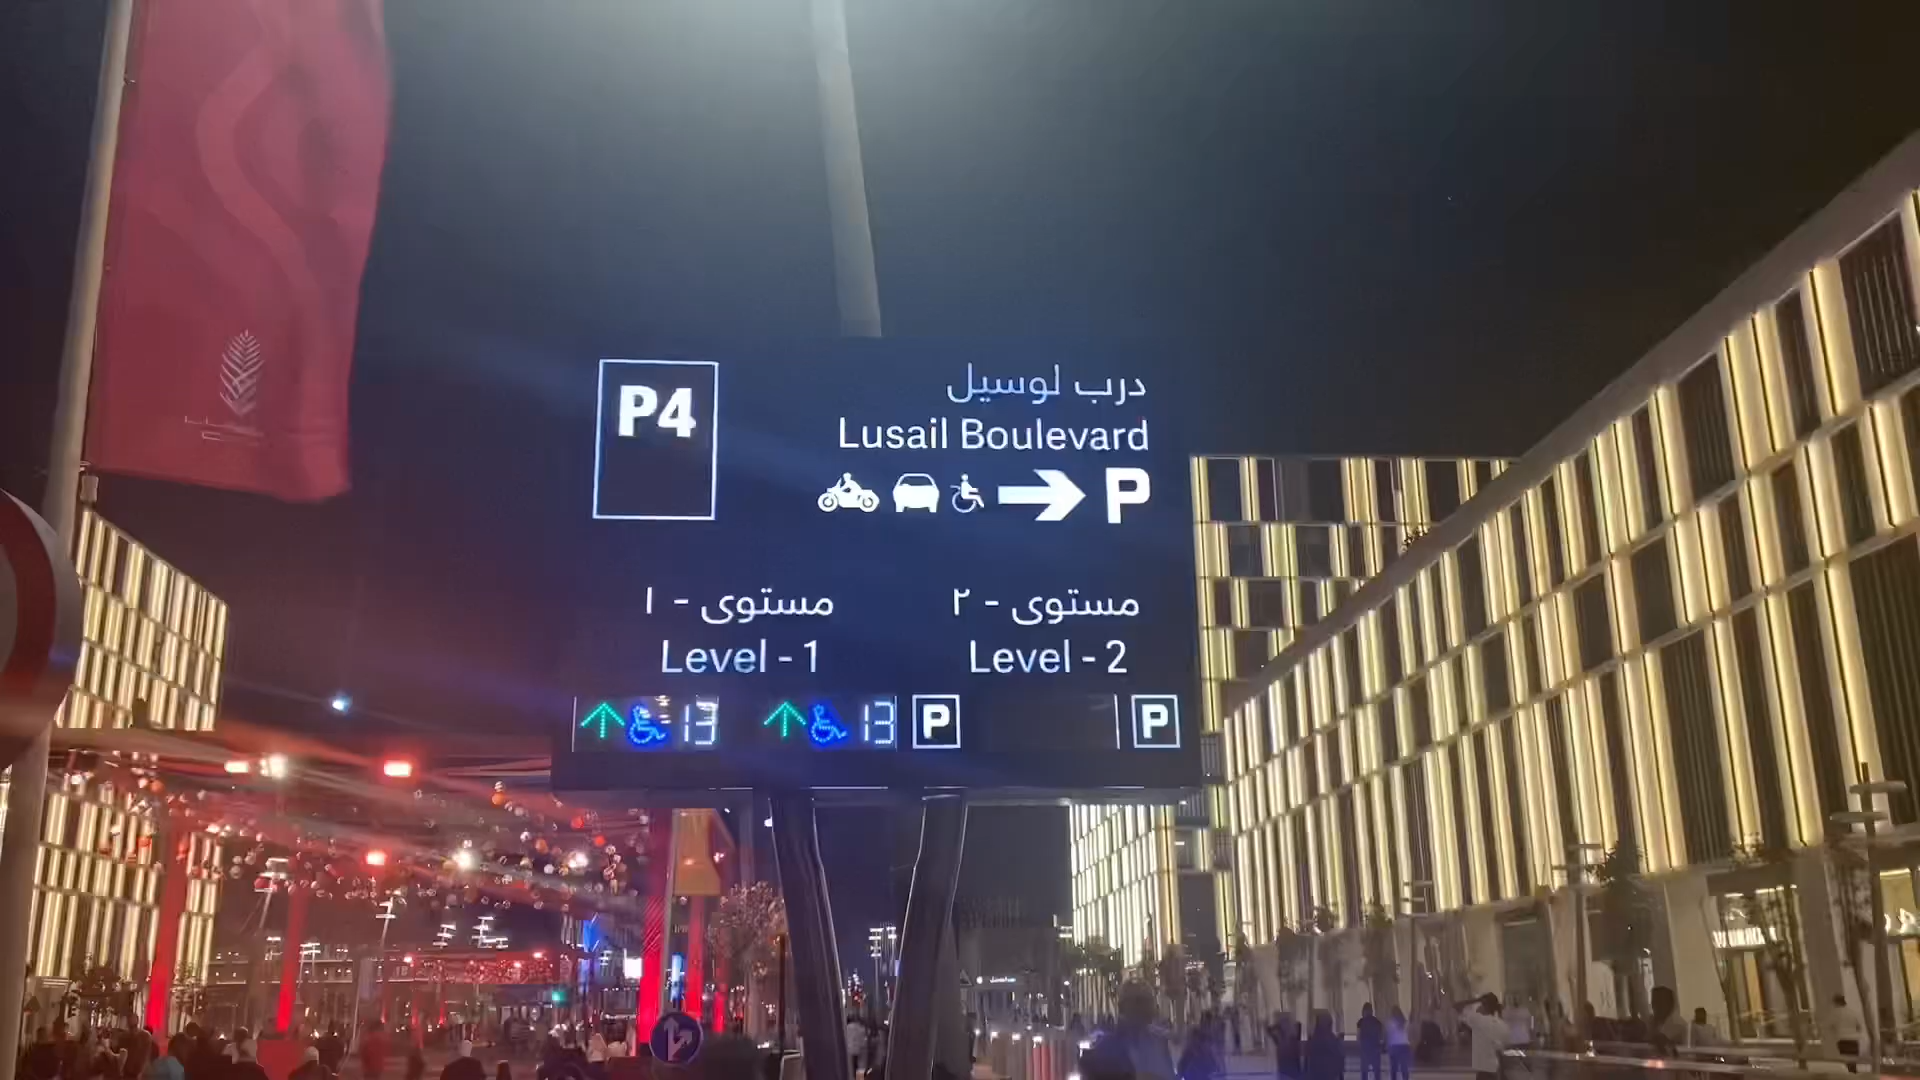 P4
درب لوسيل
Lusail Boulevard
P
مستوى - ١
مستوى - ٢
Level - 1
Level - 2
13 13 P P